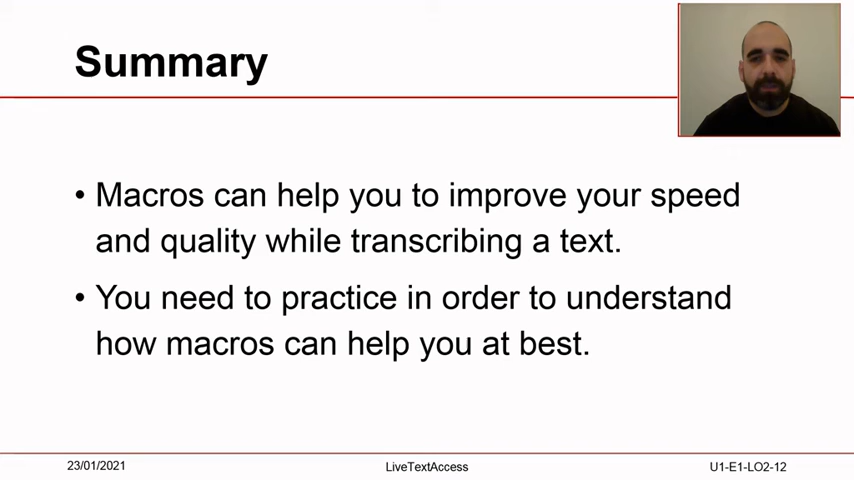 Summary
• Macros can help you to improve your speed
and quality while transcribing a text.
• You need to practice in order to understand
how macros can help you at best.
23/01/2021
LiveTextAccess
U1-E1-LO2-12